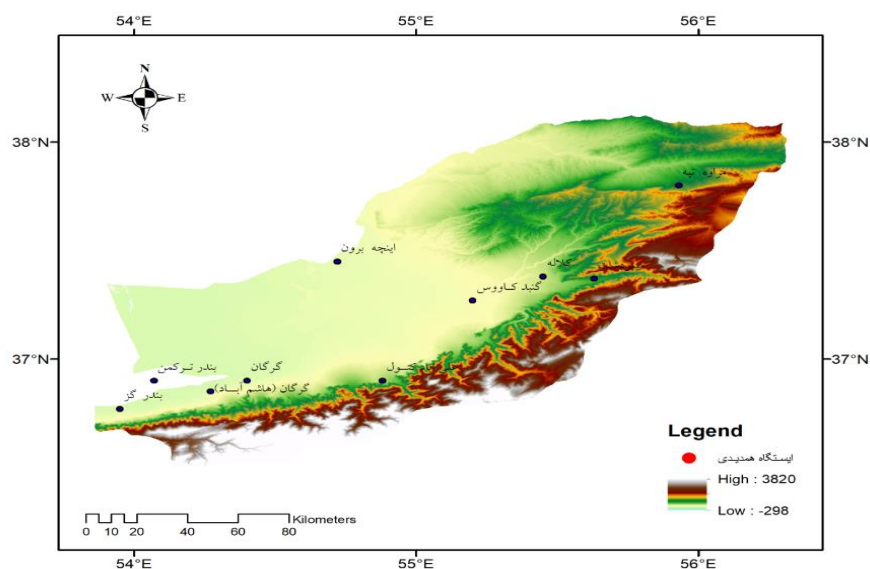 54°E 55°E 56°E
N
W E
S
38°N 38°N
تپه
اینچه برون
کلاله
گنبد کاووس
37°N 37°N
بندر ترکمن گرگان
گرگان (هاشم آباد)
بندر گز
Legend
ایستگاه همدیدی
High : 3820
Low : -298
Kilometers
0 10 20 40 60 80
54°E 55°E 56°E